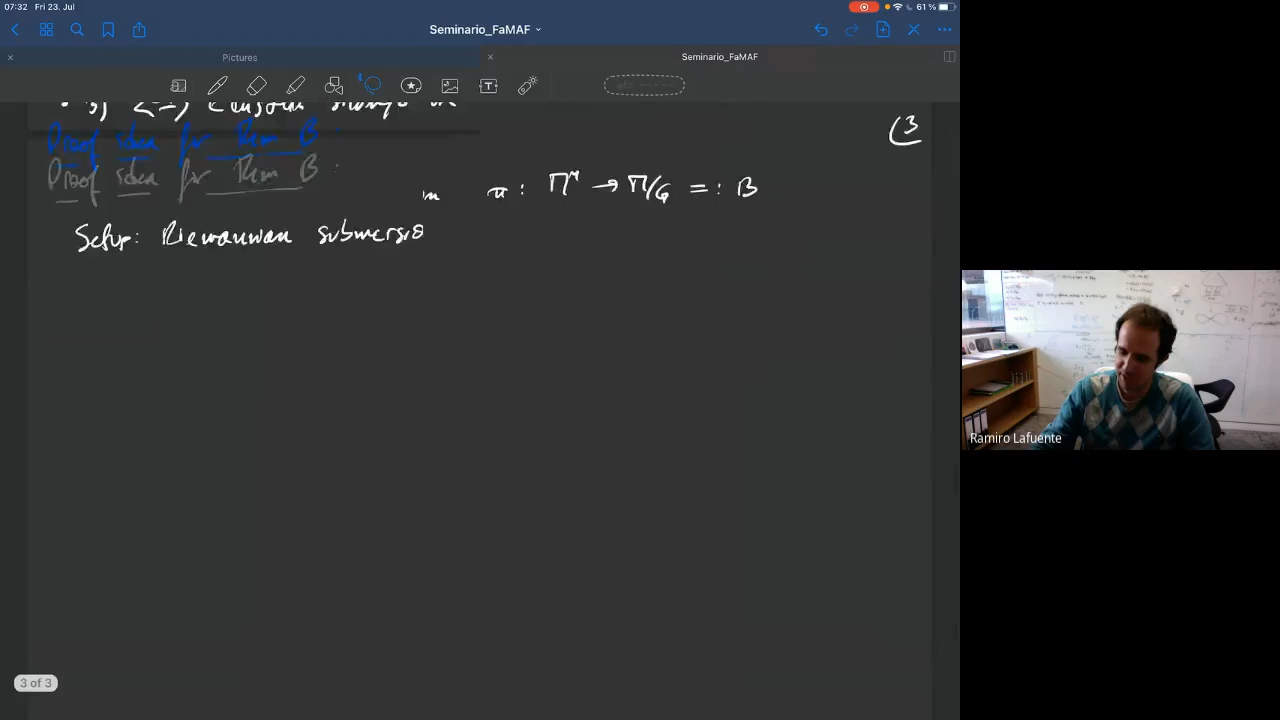 07:32 Fri 23. Jul
61 %
Seminario_FaMAF
Pictures
Seminario_FaMAF
T
(3
Proof idea for Thm B :
Proof idea for Thm B :
π : M^n → M/G = : B
Setup: Riemannian submersio
n
3 of 3
Ramiro Lafuente